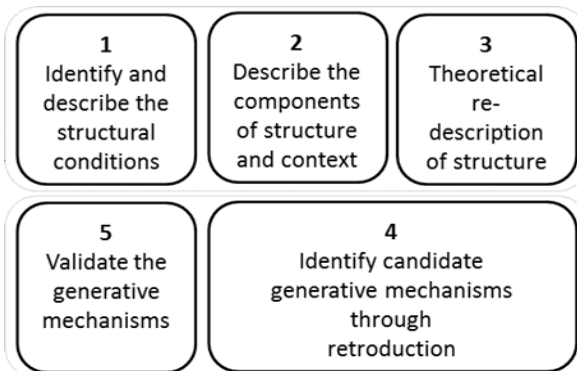 1
Identify and
describe the
structural
conditions
2
Describe the
components
of structure
and context
3
Theoretical
re-
description
of structure
5
Validate the
generative
mechanisms
4
Identify candidate
generative mechanisms
through
retroduction